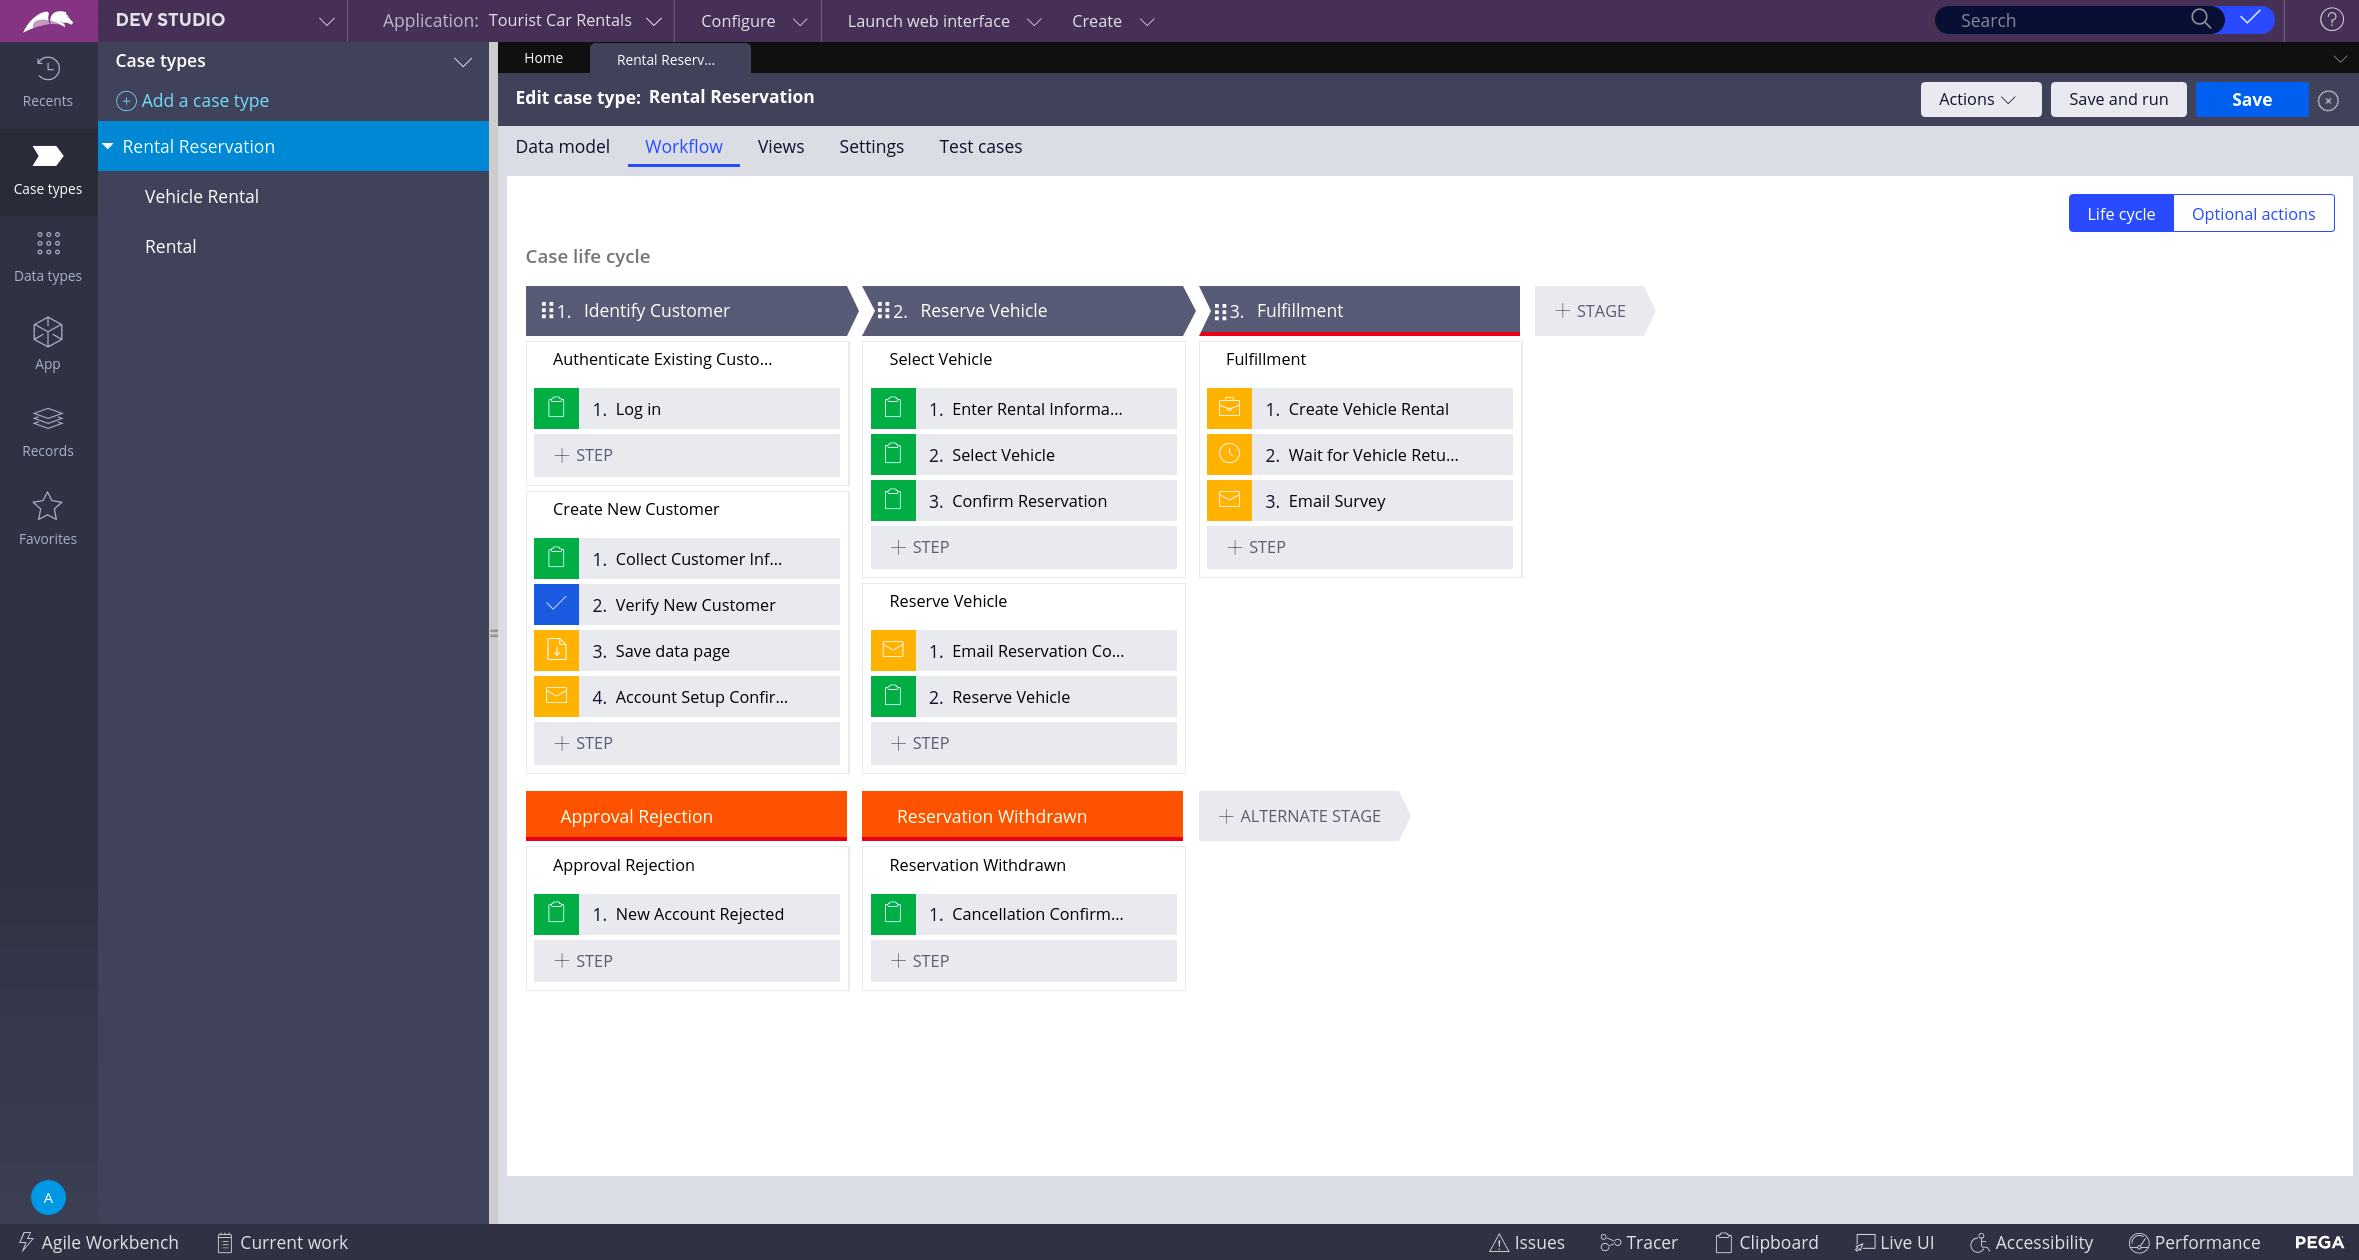 DEV STUDIO
Application: Tourist Car Rentals
Configure
Launch web interface
Create
Search
?
Recents
Case types
Data types
App
Records
Favorites
A
Case types
+ Add a case type
Rental Reservation
Vehicle Rental
Rental
Home
Rental Reserv...
Edit case type: Rental Reservation
Actions
Save and run
Save
Data model
Workflow
Views
Settings
Test cases
Life cycle
Optional actions
Case life cycle
1. Identify Customer
2. Reserve Vehicle
3. Fulfillment
+ STAGE
Authenticate Existing Custo...
1. Log in
+ STEP
Create New Customer
1. Collect Customer Inf...
2. Verify New Customer
3. Save data page
4. Account Setup Confir...
+ STEP
Select Vehicle
1. Enter Rental Informa...
2. Select Vehicle
3. Confirm Reservation
+ STEP
Reserve Vehicle
1. Email Reservation Co...
2. Reserve Vehicle
+ STEP
Fulfillment
1. Create Vehicle Rental
2. Wait for Vehicle Retu...
3. Email Survey
+ STEP
Approval Rejection
Reservation Withdrawn
+ ALTERNATE STAGE
Approval Rejection
1. New Account Rejected
+ STEP
Reservation Withdrawn
1. Cancellation Confirm...
+ STEP
Agile Workbench
Current work
Issues
Tracer
Clipboard
Live UI
Accessibility
Performance
PEGA